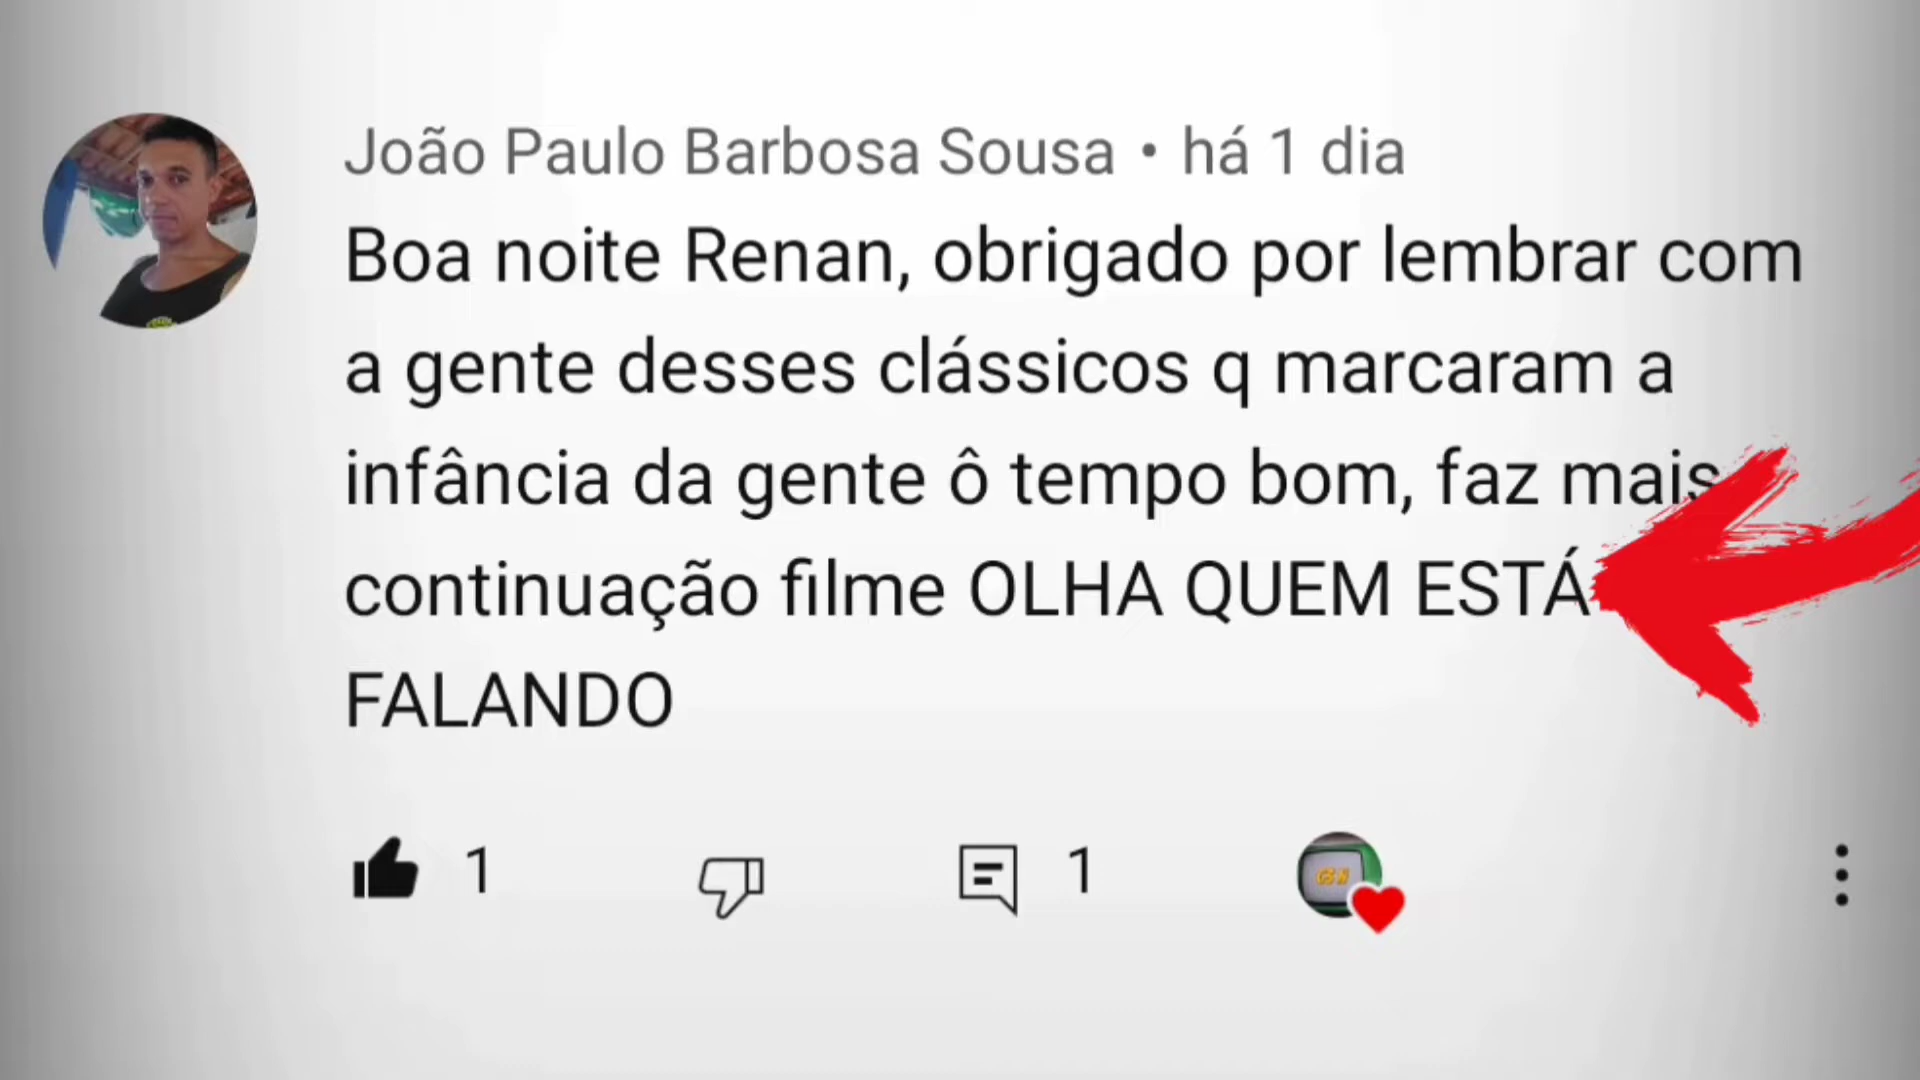 João Paulo Barbosa Sousa • há 1 dia
Boa noite Renan, obrigado por lembrar com
a gente desses clássicos q marcaram a
infância da gente ô tempo bom, faz mais
continuação filme OLHA QUEM ESTÁ
FALANDO
1
1